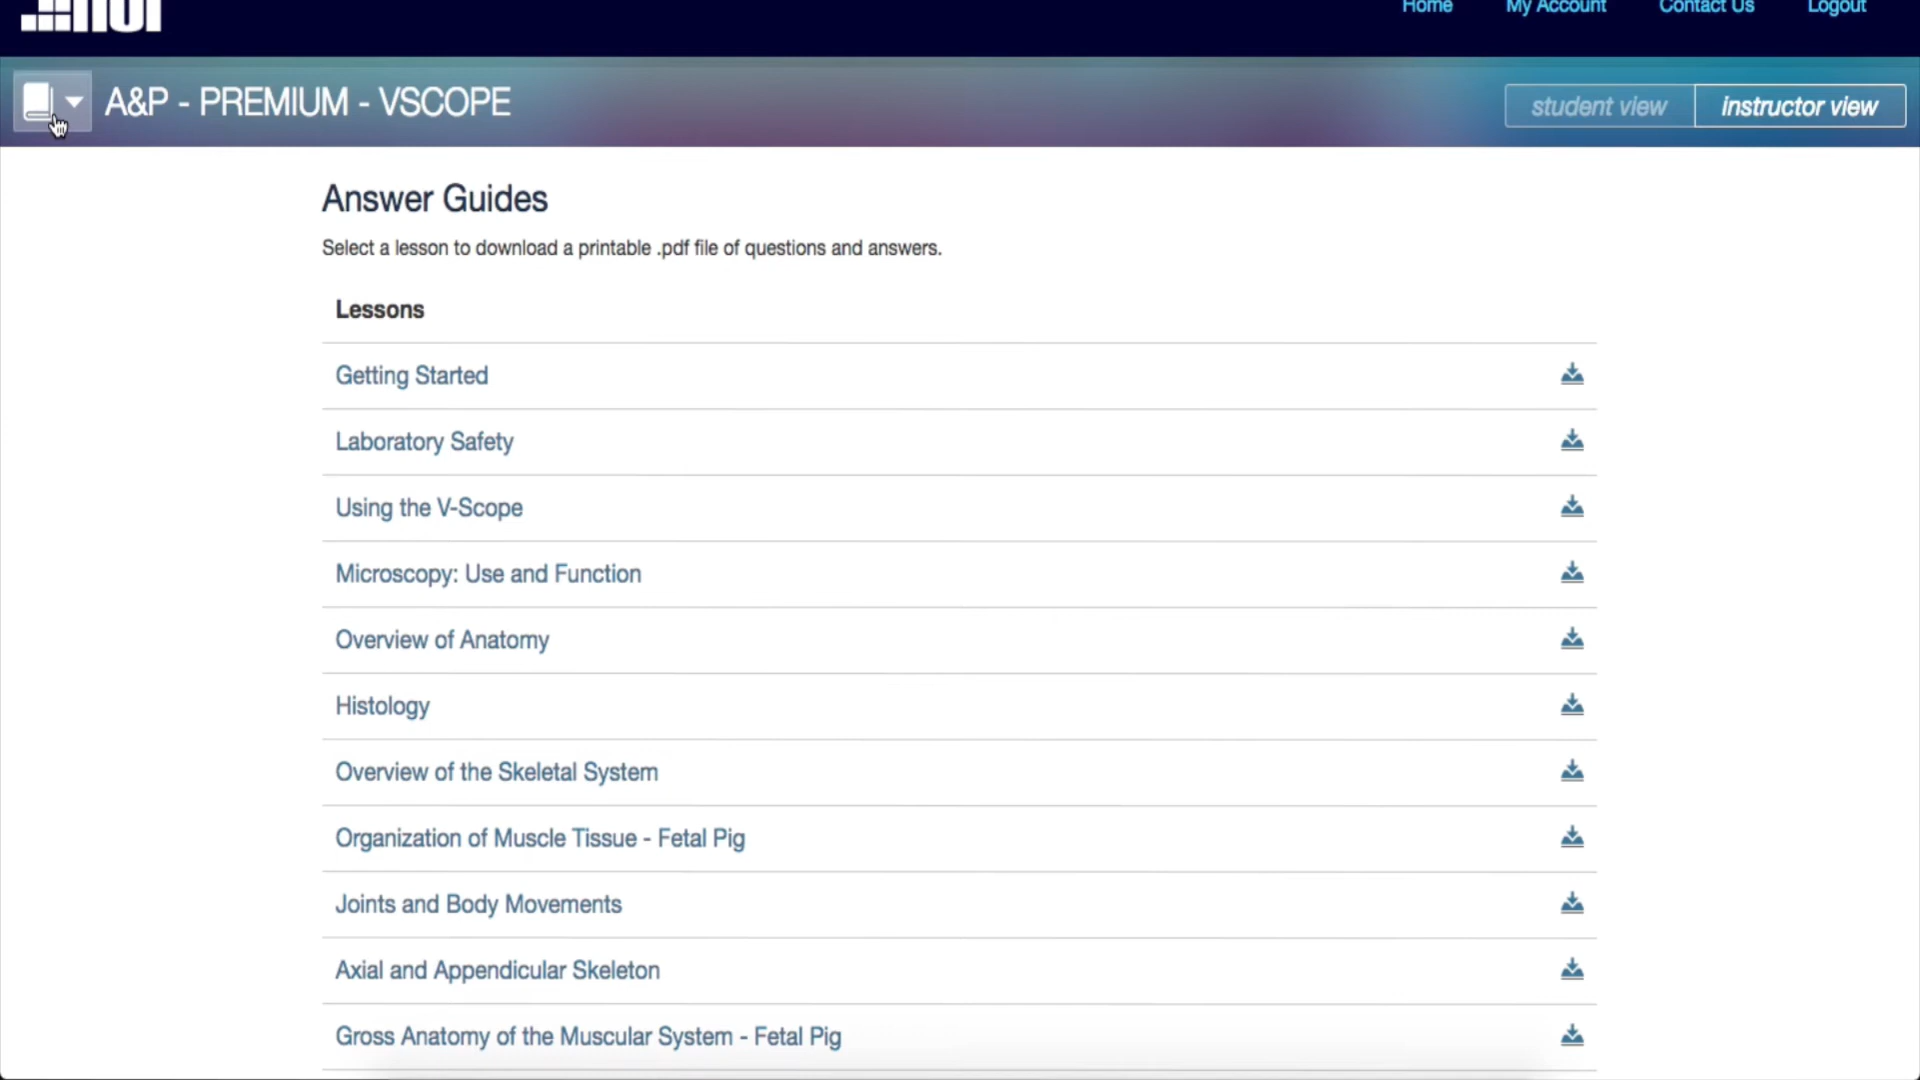 Home My Account Contact Us Logout
A&P - PREMIUM - VSCOPE
student view instructor view
Answer Guides
Select a lesson to download a printable .pdf file of questions and answers.
Lessons
Getting Started
Laboratory Safety
Using the V-Scope
Microscopy: Use and Function
Overview of Anatomy
Histology
Overview of the Skeletal System
Organization of Muscle Tissue - Fetal Pig
Joints and Body Movements
Axial and Appendicular Skeleton
Gross Anatomy of the Muscular System - Fetal Pig